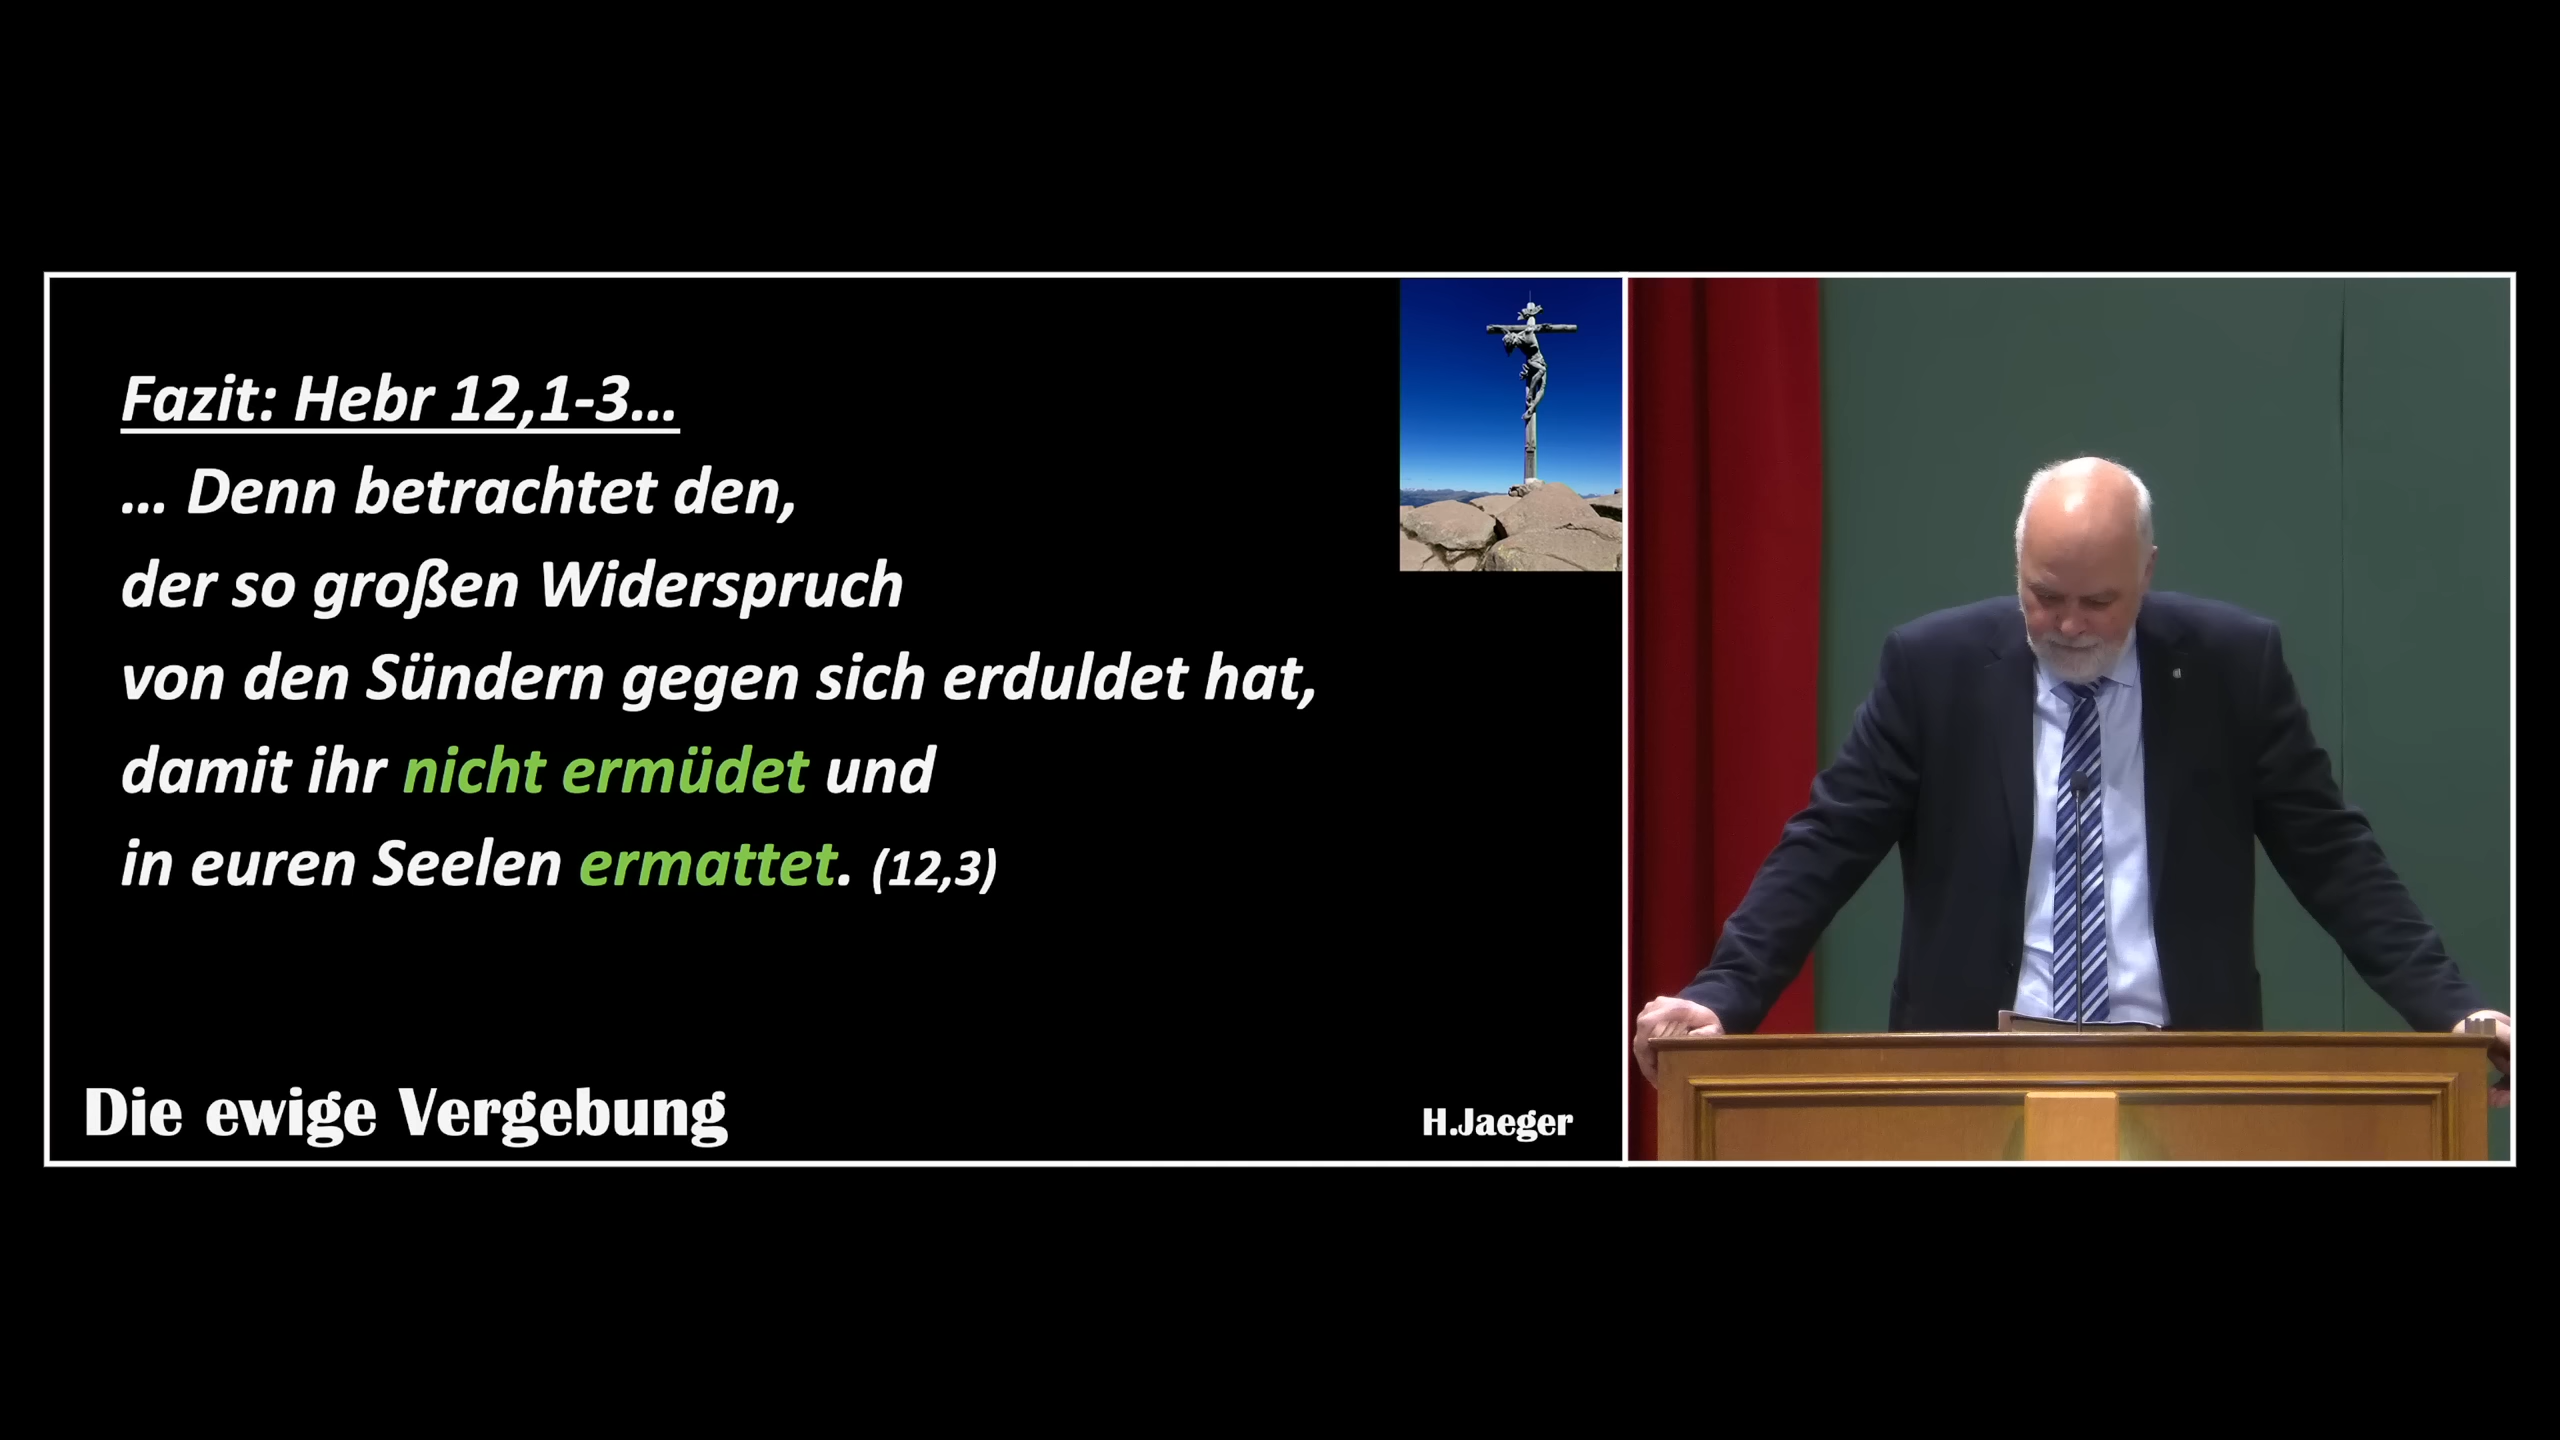 Fazit: Hebr 12,1-3...
... Denn betrachtet den,
der so großen Widerspruch
von den Sündern gegen sich erduldet hat,
damit ihr nicht ermüdet und
in euren Seelen ermattet. (12,3)
Die ewige Vergebung
H.Jaeger